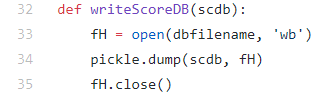 32 def writeScoreDB(scdb):
33     fH = open(dbfilename, 'wb')
34     pickle.dump(scdb, fH)
35     fH.close()